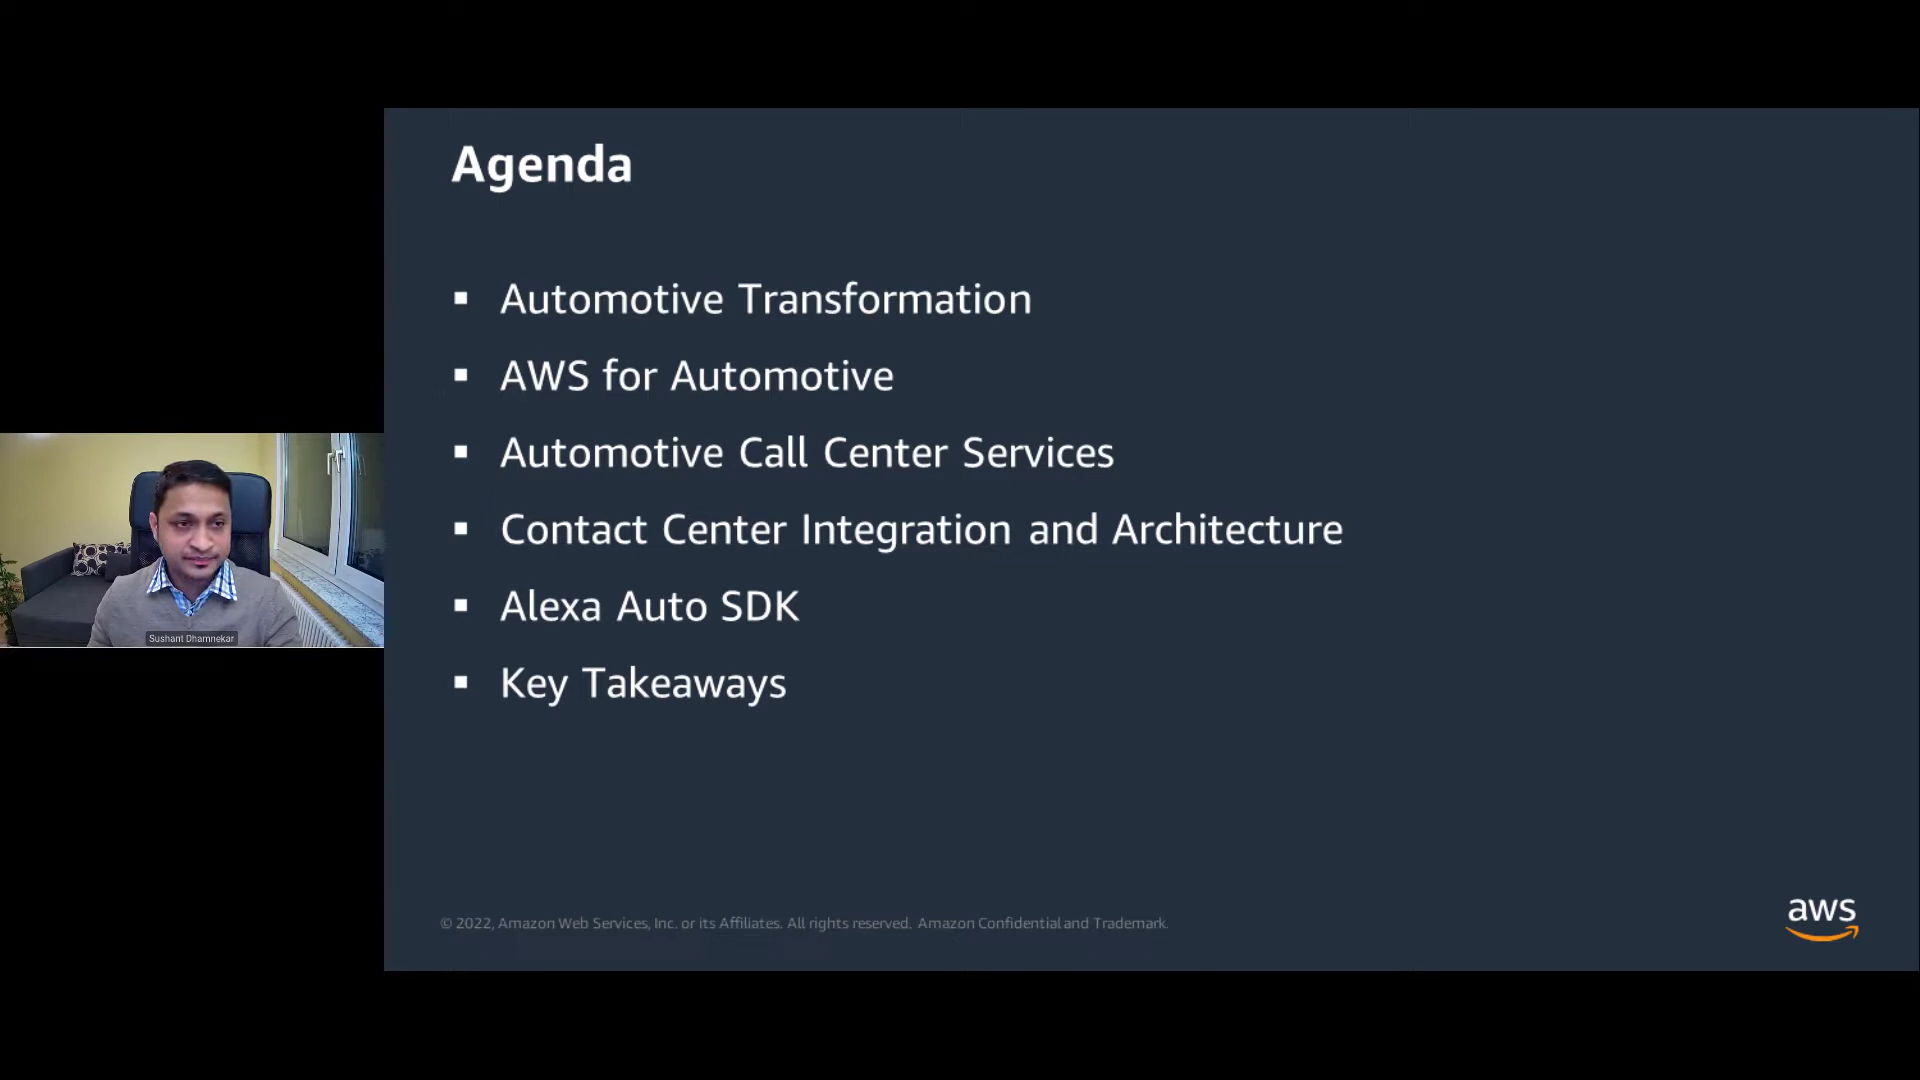 Agenda
▪ Automotive Transformation
▪ AWS for Automotive
▪ Automotive Call Center Services
▪ Contact Center Integration and Architecture
▪ Alexa Auto SDK
▪ Key Takeaways
Sushant Dhamnekar
© 2022, Amazon Web Services, Inc. or its Affiliates. All rights reserved. Amazon Confidential and Trademark.
aws